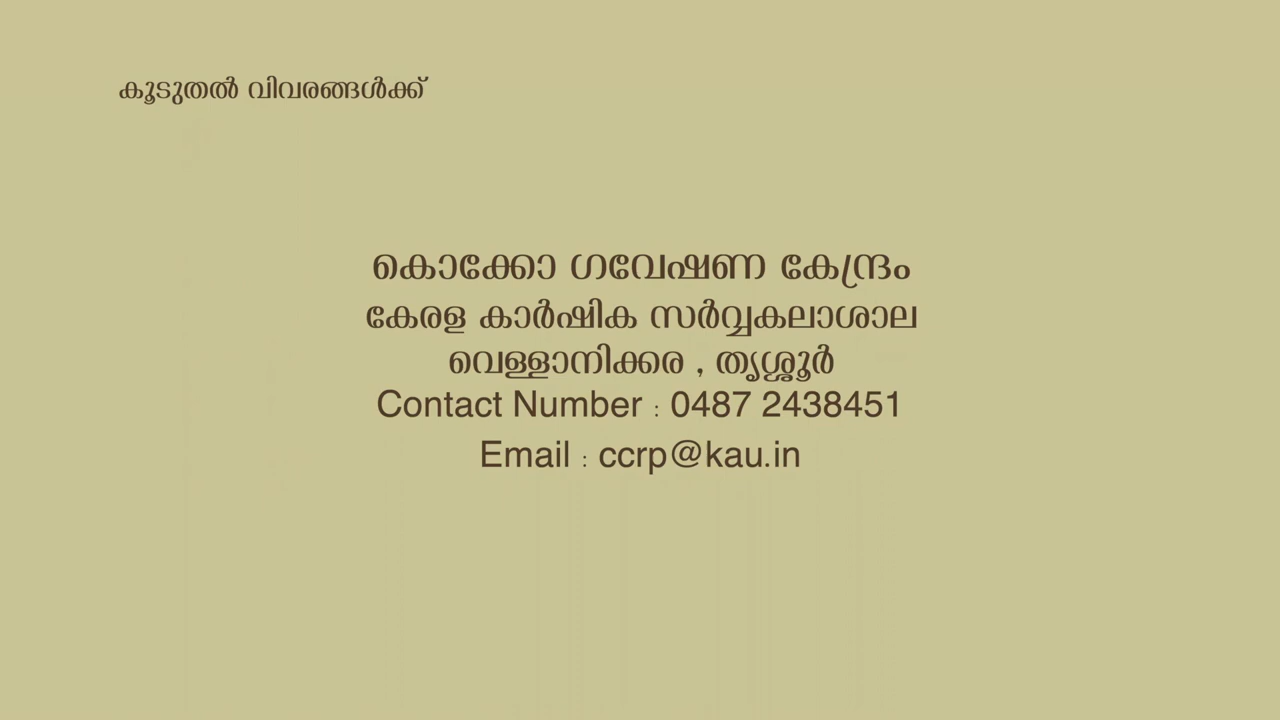 കൂടുതൽ വിവരങ്ങൾക്ക്
കൊക്കോ ഗവേഷണ കേന്ദ്രം
കേരള കാർഷിക സർവ്വകലാശാല
വെള്ളാനിക്കര , തൃശ്ശൂർ
Contact Number : 0487 2438451
Email : ccrp@kau.in